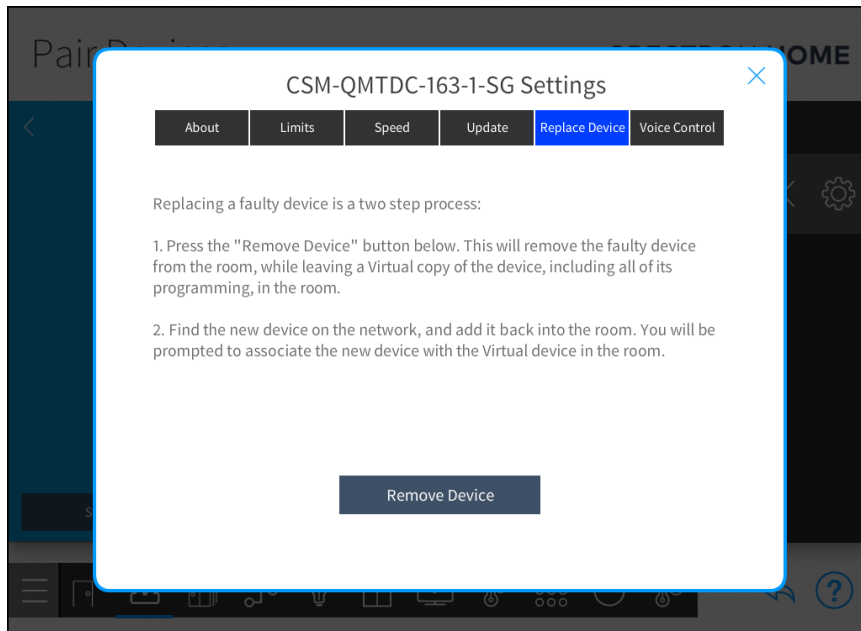 Pair
OME
CSM-QMTDC-163-1-SG Settings
About Limits Speed Update Replace Device Voice Control
Replacing a faulty device is a two step process:
1. Press the "Remove Device" button below. This will remove the faulty device
from the room, while leaving a Virtual copy of the device, including all of its
programming, in the room.
2. Find the new device on the network, and add it back into the room. You will be
prompted to associate the new device with the Virtual device in the room.
S
Remove Device
?